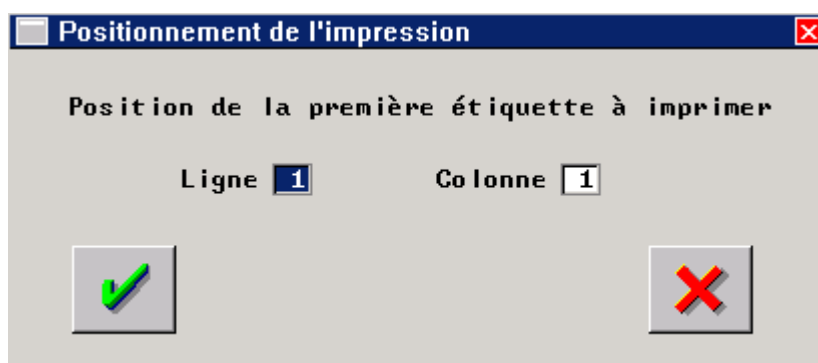 Positionnement de l'impression
Position de la première étiquette à imprimer
Ligne 1 Colonne 1